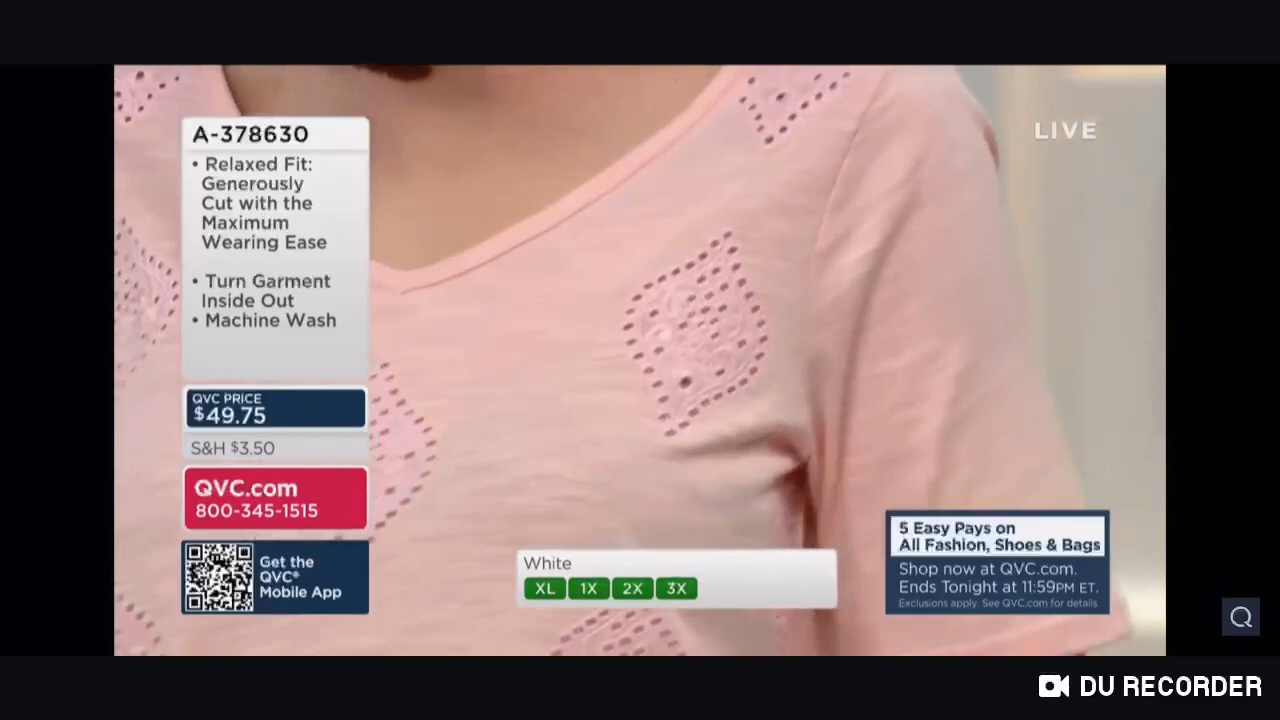 A-378630
• Relaxed Fit:
Generously
Cut with the
Maximum
Wearing Ease
• Turn Garment
Inside Out
• Machine Wash
QVC PRICE
$49.75
S&H $3.50
QVC.com
800-345-1515
Get the
QVC®
Mobile App
LIVE
White
XL 1X 2X 3X
5 Easy Pays on
All Fashion, Shoes & Bags
Shop now at QVC.com.
Ends Tonight at 11:59PM ET.
Exclusions apply. See QVC.com for details
Q
DU RECORDER